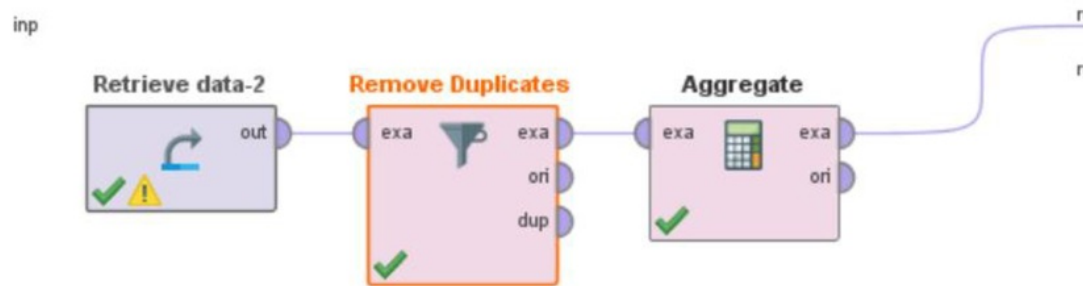 inp
r
r
Retrieve data-2
Remove Duplicates
Aggregate
out
exa
exa
exa
exa
ori
ori
dup